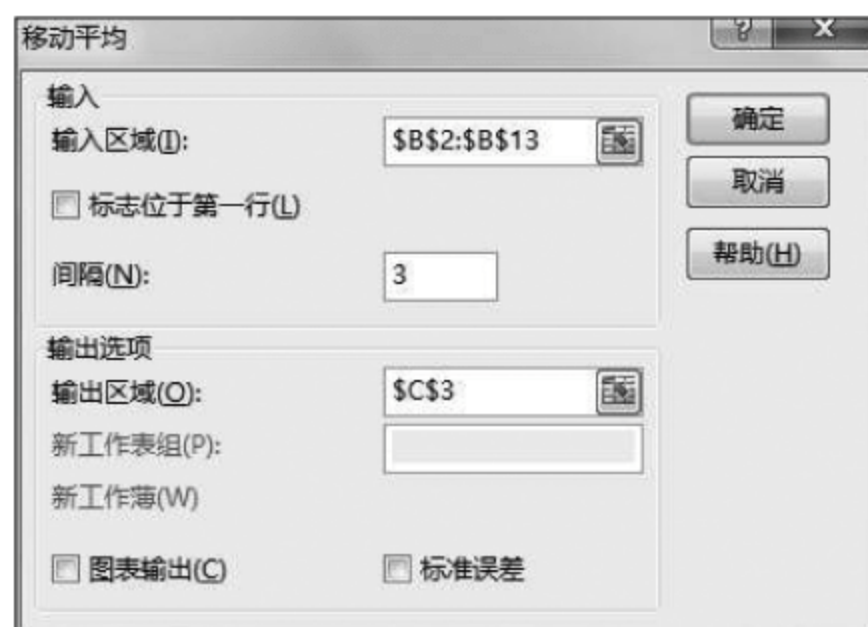 移动平均
输入
输入区域(I): $B$2:$B$13
标志位于第一行(L)
间隔(N): 3
确定
取消
帮助(H)
输出选项
输出区域(O): $C$3
新工作表组(P):
新工作薄(W)
图表输出(C) 标准误差